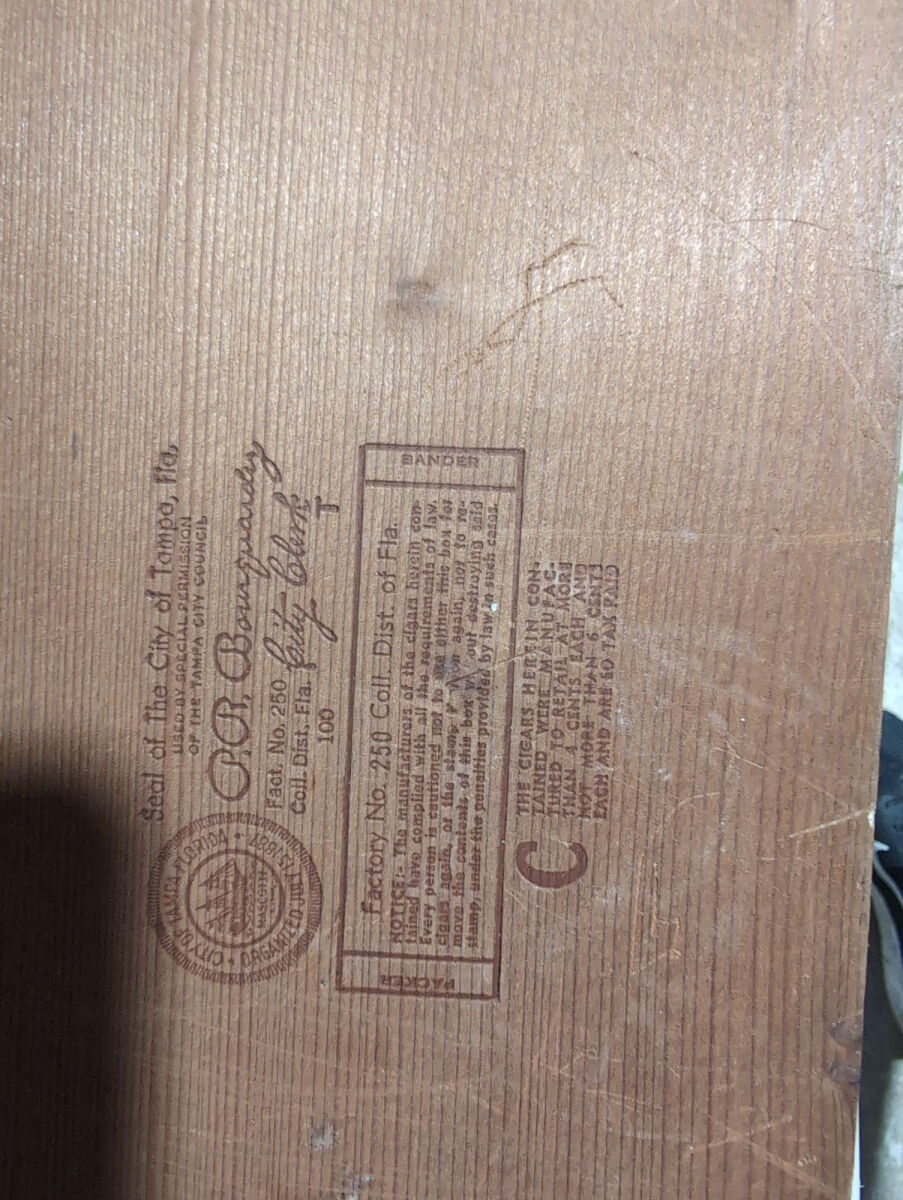 Seal of The City of Tampa, Fla,
USED BY SPECIAL PERMISSION
OF THE TAMPA CITY COUNCIL
P.R. Bourquardez
City Clerk
Fact. No. 250
Coll. Dist. Fla.
100 T
CITY OF TAMPA, FLORIDA
ORGANIZED JULY 15, 1887
MASCOTTE
BANDER
PACKER
Factory No. 250 Coll. Dist. of Fla.
NOTICE:- The manufacturers of the cigars herein con-
tained have complied with all the requirements of law.
Every person is cautioned not to use either this box for
cigars again, or the stamp again, nor to re-
move the contents of this box out destroying said
stamp, under the penalties provided by law in such cases.
C
THE CIGARS HEREIN CON-
TAINED WERE MANUFAC-
TURED TO RETAIL AT MORE
THAN 4 CENTS EACH AND
NOT MORE THAN 6 CENTS
EACH AND ARE SO TAX PAID